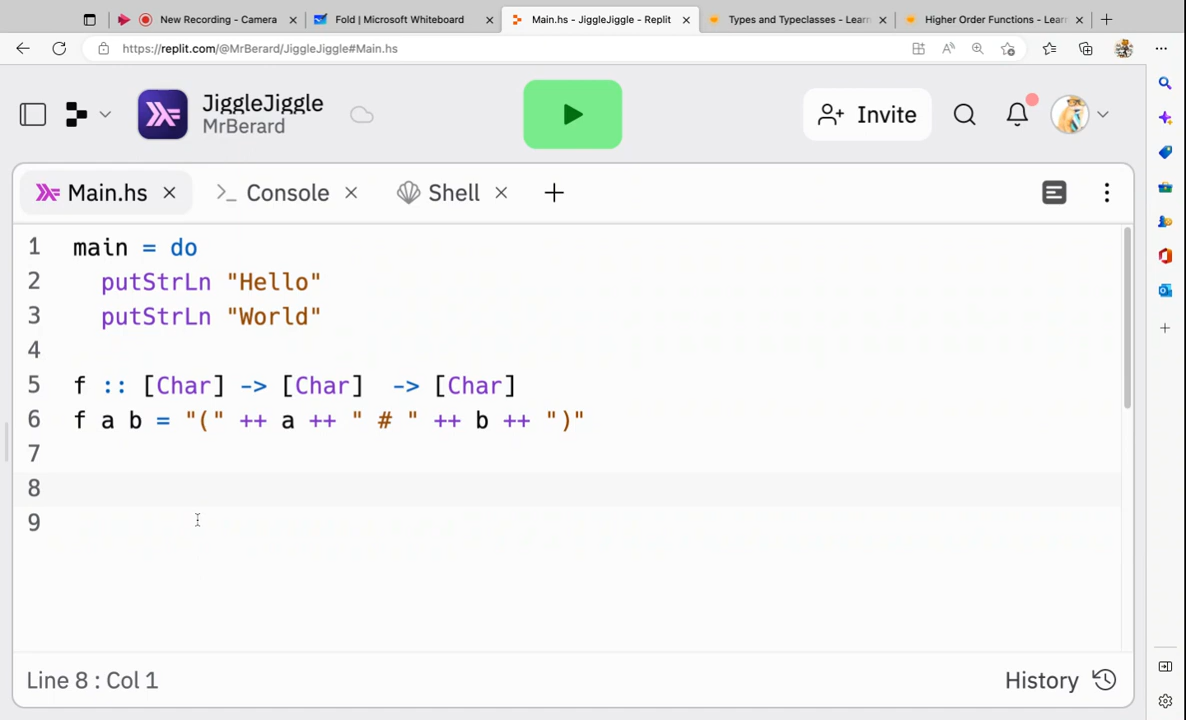 New Recording - Camera
Fold | Microsoft Whiteboard
Main.hs - JiggleJiggle - Replit
Types and Typeclasses - Learn
Higher Order Functions - Learn
https://replit.com/@MrBerard/JiggleJiggle#Main.hs
JiggleJiggle
MrBerard
Invite
Main.hs
Console
Shell
1 main = do
2 putStrLn "Hello"
3 putStrLn "World"
4
5 f :: [Char] -> [Char]  -> [Char]
6 f a b = "(" ++ a ++ " # " ++ b ++ ")"
7
8
9
Line 8 : Col 1
History